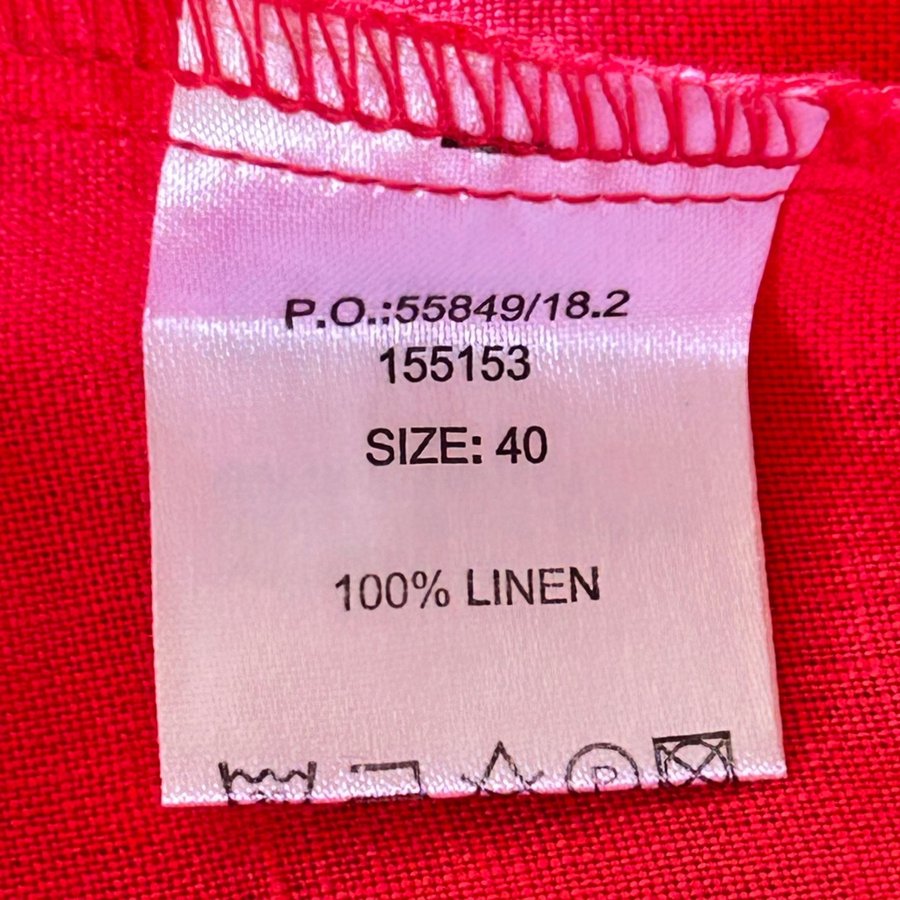 P.O.:55849/18.2
155153
SIZE: 40
100% LINEN
P